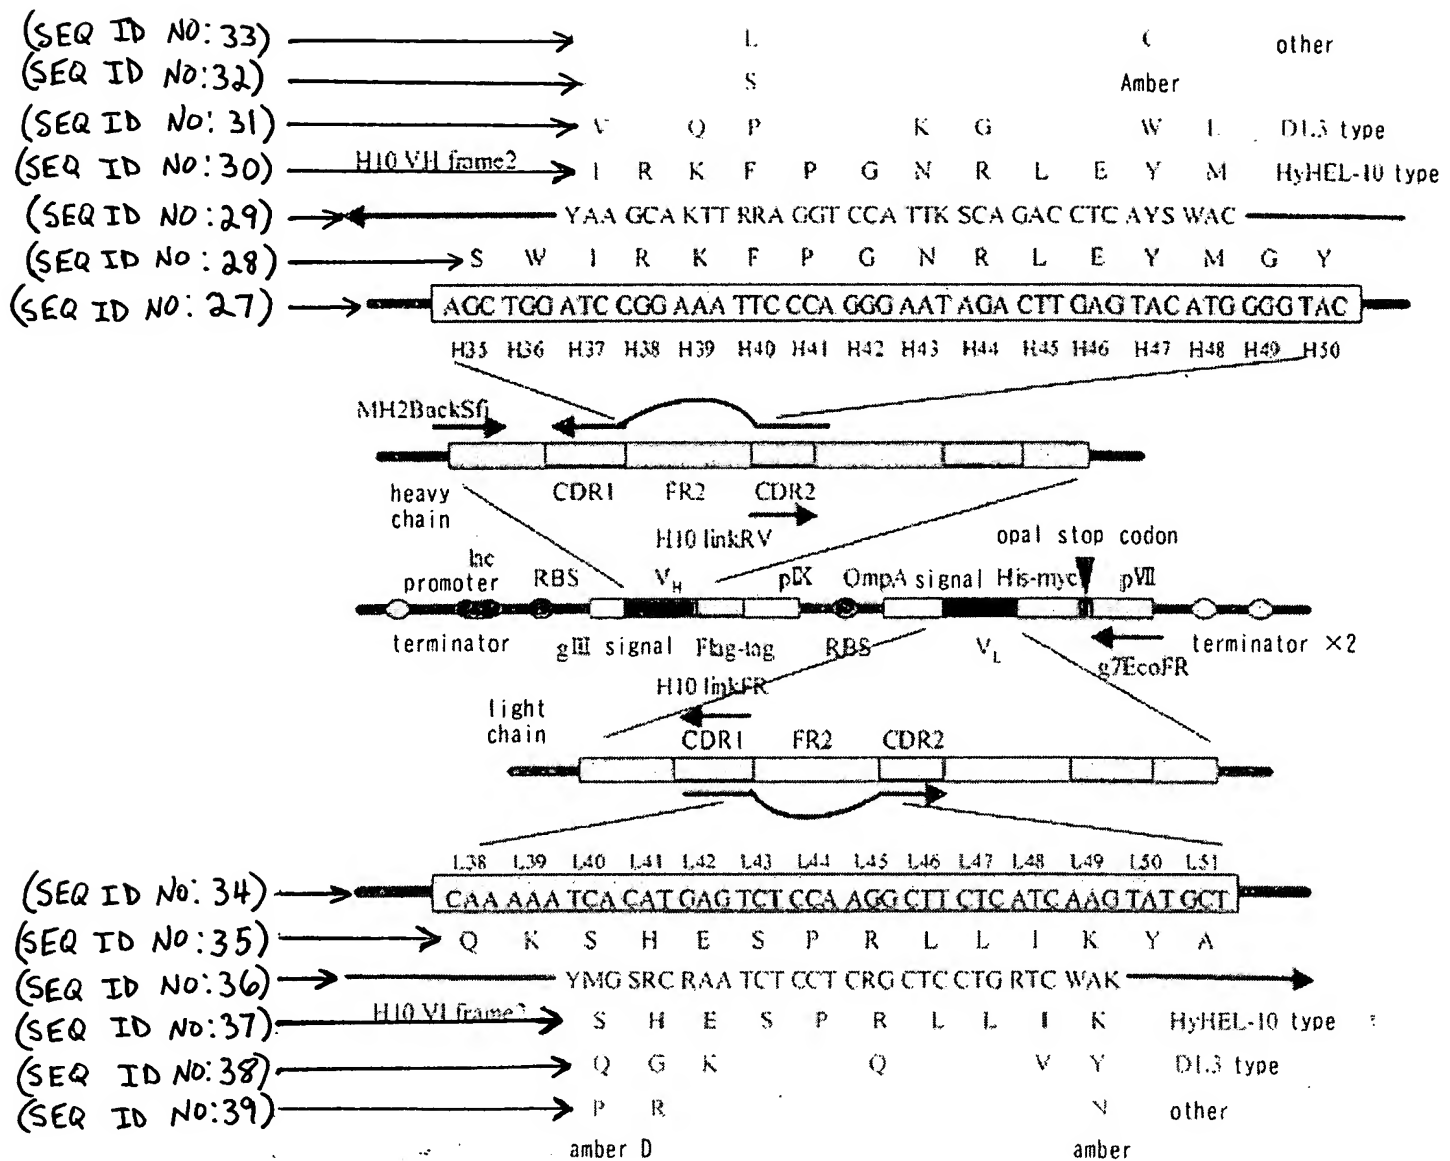 (SEQ ID NO:33) L other
(SEQ ID NO:32) S Amber
(SEQ ID NO:31) V Q P K G W L D1.3 type
(SEQ ID NO:30) H10 VH frame2 I R K F P G N R L E Y M HyHEL-10 type
(SEQ ID NO:29) YAA GCA KTT RRA GGT CCA TTK SCA GAC CTC AYS WAC
(SEQ ID NO:28) S W I R K F P G N R L E Y M G Y
(SEQ ID NO:27) AGC TGG ATC CGG AAA TTC CCA GGG AAT AGA CTT GAG TAC ATG GGG TAC
H35 H36 H37 H38 H39 H40 H41 H42 H43 H44 H45 H46 H47 H48 H49 H50
MH2BackSfi
heavy chain CDR1 FR2 CDR2
H10 linkRV opal stop codon
lac promoter RBS VH pIX OmpA signal His-myc pVII
terminator gIII signal Flag-tag RBS VL g7EcoFR terminator ×2
H10 linkFR
light chain CDR1 FR2 CDR2
L38 L39 L40 L41 L42 L43 L44 L45 L46 L47 L48 L49 L50 L51
(SEQ ID NO:34) CAA AAA TCA CAT GAG TCT CCA AGG CTT CTC ATC AAG TAT GCT
(SEQ ID NO:35) Q K S H E S P R L L I K Y A
(SEQ ID NO:36) YMG SRC RAA TCT CCT CRG CTC CTG RTC WAK
(SEQ ID NO:37) H10 VL frame2 S H E S P R L L I K HyHEL-10 type
(SEQ ID NO:38) Q G K Q V Y D1.3 type
(SEQ ID NO:39) P R N other
amber D amber